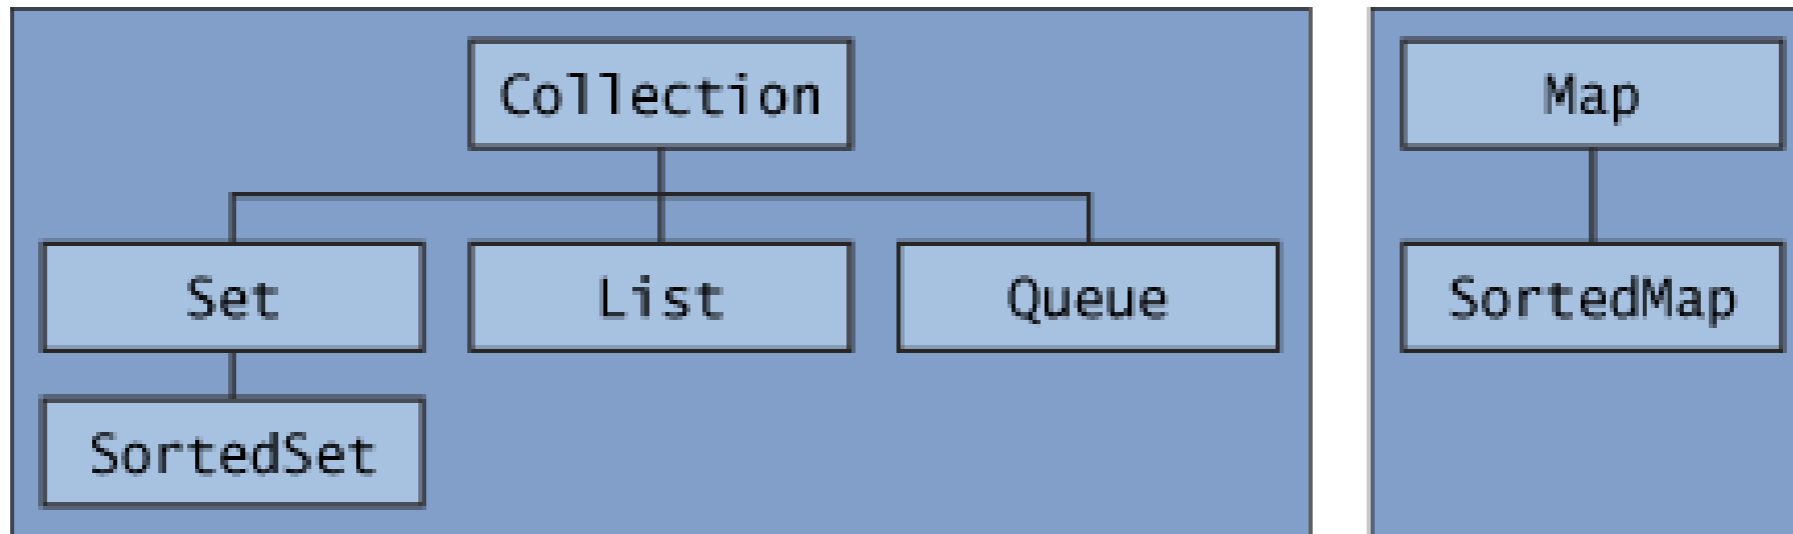 Collection
Map
Set
List
Queue
SortedMap
SortedSet